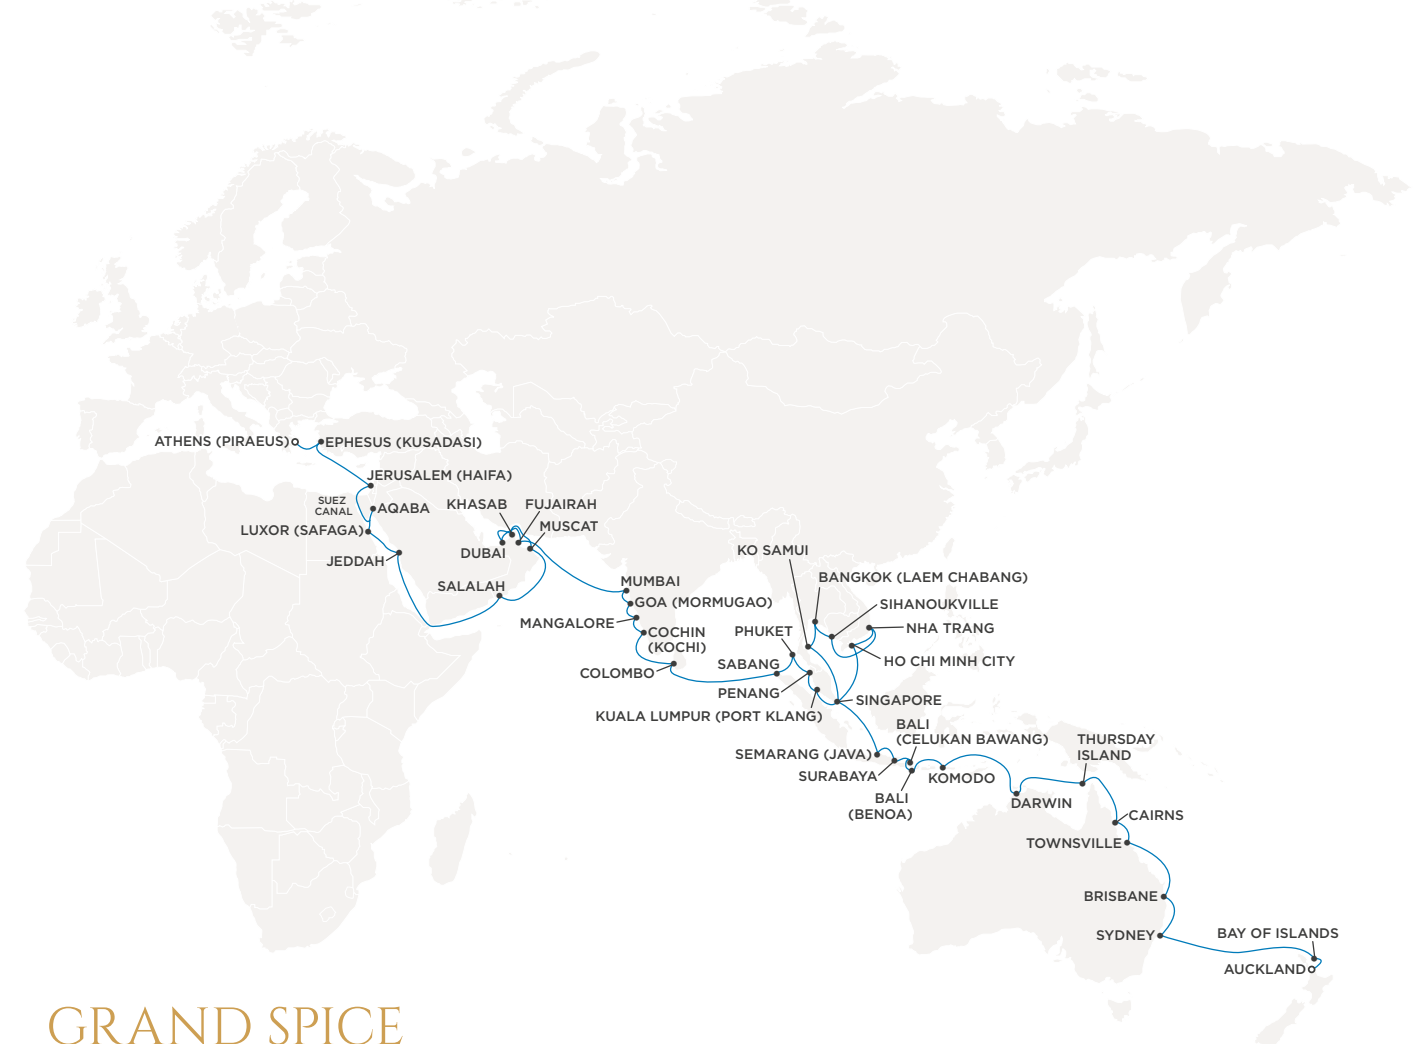 ATHENS (PIRAEUS)
EPHESUS (KUSADASI)
JERUSALEM (HAIFA)
SUEZ
CANAL
AQABA
LUXOR (SAFAGA)
JEDDAH
SALALAH
KHASAB
FUJAIRAH
MUSCAT
DUBAI
MUMBAI
GOA (MORMUGAO)
MANGALORE
COCHIN
(KOCHI)
COLOMBO
SABANG
PHUKET
PENANG
KUALA LUMPUR (PORT KLANG)
KO SAMUI
BANGKOK (LAEM CHABANG)
SIHANOUKVILLE
NHA TRANG
HO CHI MINH CITY
SINGAPORE
SEMARANG (JAVA)
SURABAYA
BALI
(CELUKAN BAWANG)
BALI
(BENOA)
KOMODO
DARWIN
THURSDAY
ISLAND
CAIRNS
TOWNSVILLE
BRISBANE
SYDNEY
BAY OF ISLANDS
AUCKLAND
GRAND SPICE